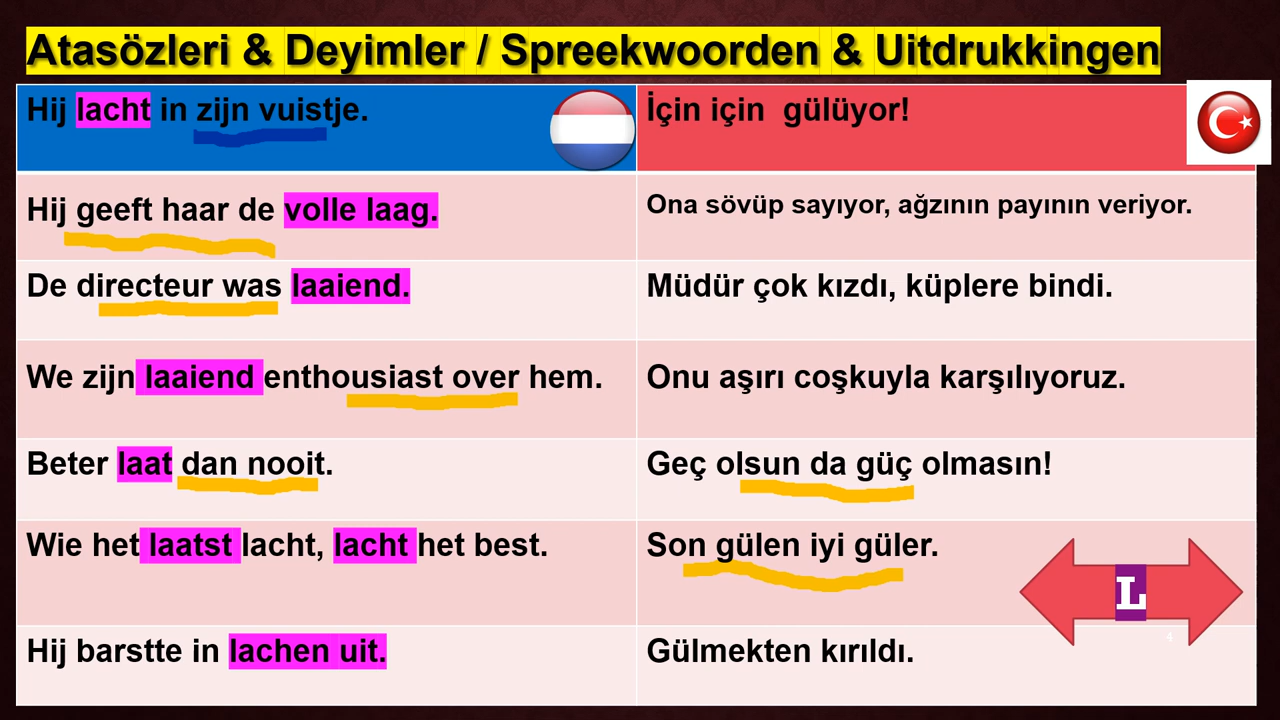 Atasözleri & Deyimler / Spreekwoorden & Uitdrukkingen
Hij lacht in zijn vuistje.
İçin için gülüyor!
Hij geeft haar de volle laag.
Ona sövüp sayıyor, ağzının payının veriyor.
De directeur was laaiend.
Müdür çok kızdı, küplere bindi.
We zijn laaiend enthousiast over hem.
Onu aşırı coşkuyla karşılıyoruz.
Beter laat dan nooit.
Geç olsun da güç olmasın!
Wie het laatst lacht, lacht het best.
Son gülen iyi güler.
L
4
Hij barstte in lachen uit.
Gülmekten kırıldı.